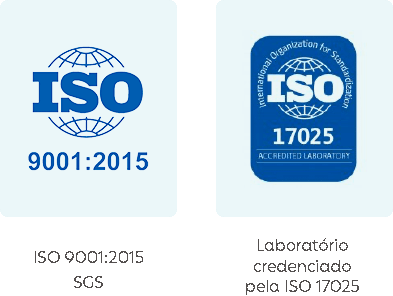 ISO
9001:2015
ISO 9001:2015
SGS
International Organization for Standardization
ISO
17025
ACCREDITED LABORATORY
Laboratório
credenciado
pela ISO 17025